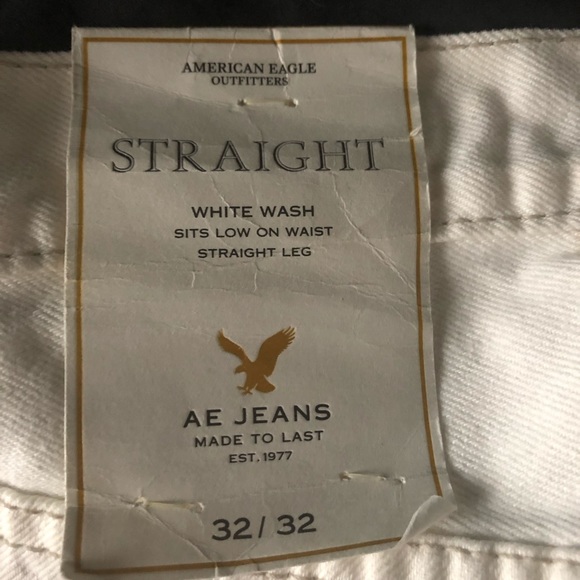 AMERICAN EAGLE
OUTFITTERS
STRAIGHT
WHITE WASH
SITS LOW ON WAIST
STRAIGHT LEG
AE JEANS
MADE TO LAST
EST. 1977
32 / 32